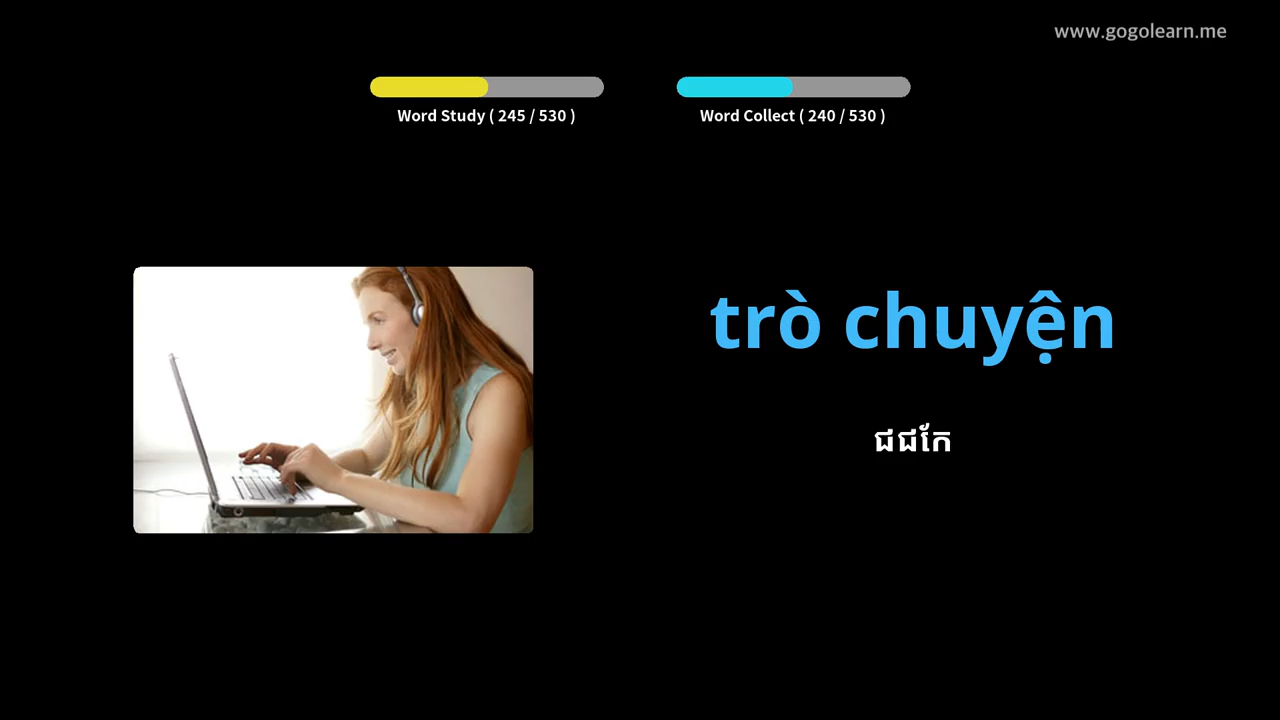 www.gogolearn.me
Word Study ( 245 / 530 )
Word Collect ( 240 / 530 )
trò chuyện
ជជកែ